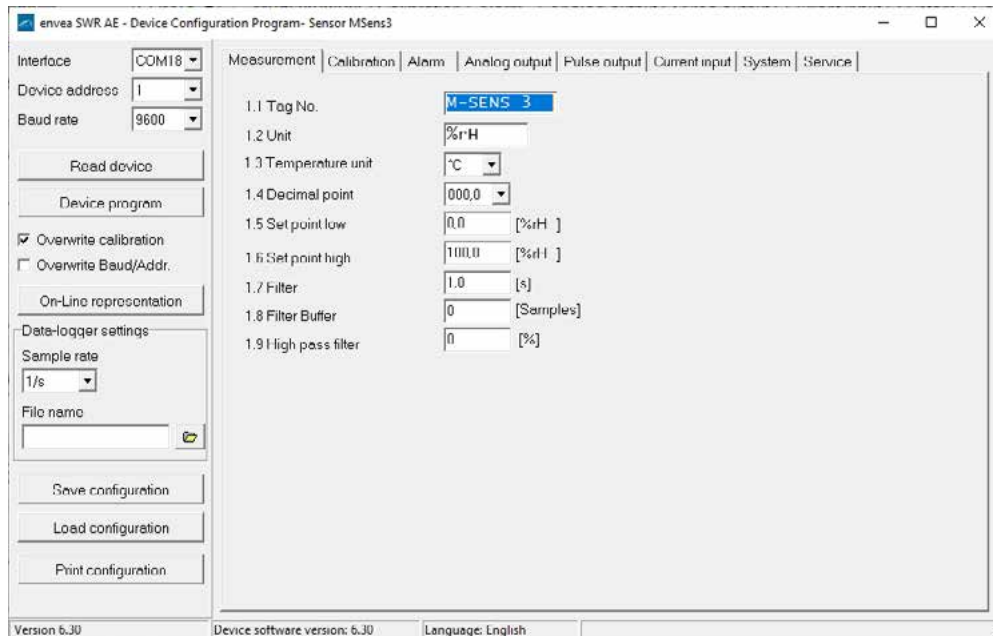 envea SWR AE - Device Configuration Program- Sensor MSens3
Interface COM18
Device address 1
Baud rate 9600
Read device
Device program
Overwrite calibration
Overwrite Baud/Addr.
On-Line representation
Data-logger settings
Sample rate
1/s
File name
Save configuration
Load configuration
Print configuration
Measurement Calibration Alarm Analog output Pulse output Current input System Service
1.1 Tag No. M-SENS 3
1.2 Unit %rH
1.3 Temperature unit °C
1.4 Decimal point 000,0
1.5 Set point low 0,0 [%rH ]
1.6 Set point high 100,0 [%rH ]
1.7 Filter 1.0 [s]
1.8 Filter Buffer 0 [Samples]
1.9 High pass filter 0 [%]
Version 6.30 Device software version: 6.30 Language: English